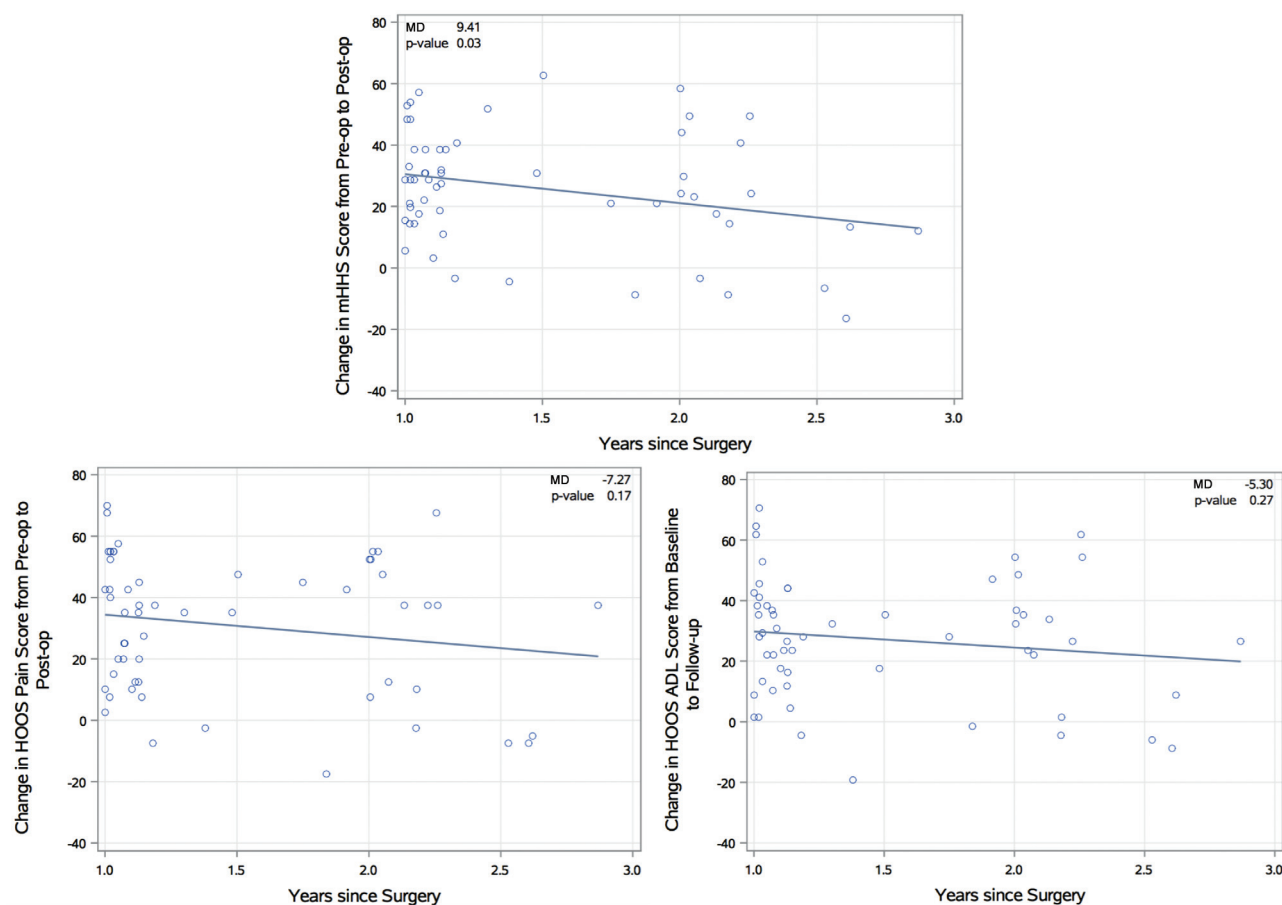 MD 9.41
p-value 0.03
80
60
40
20
0
-20
-40
Change in mHHS Score from Pre-op to Post-op
1.0 1.5 2.0 2.5 3.0
Years since Surgery
MD -7.27
p-value 0.17
80
60
40
20
0
-20
-40
Change in HOOS Pain Score from Pre-op to
Post-op
1.0 1.5 2.0 2.5 3.0
Years since Surgery
MD -5.30
p-value 0.27
80
60
40
20
0
-20
-40
Change in HOOS ADL Score from Baseline
to Follow-up
1.0 1.5 2.0 2.5 3.0
Years since Surgery